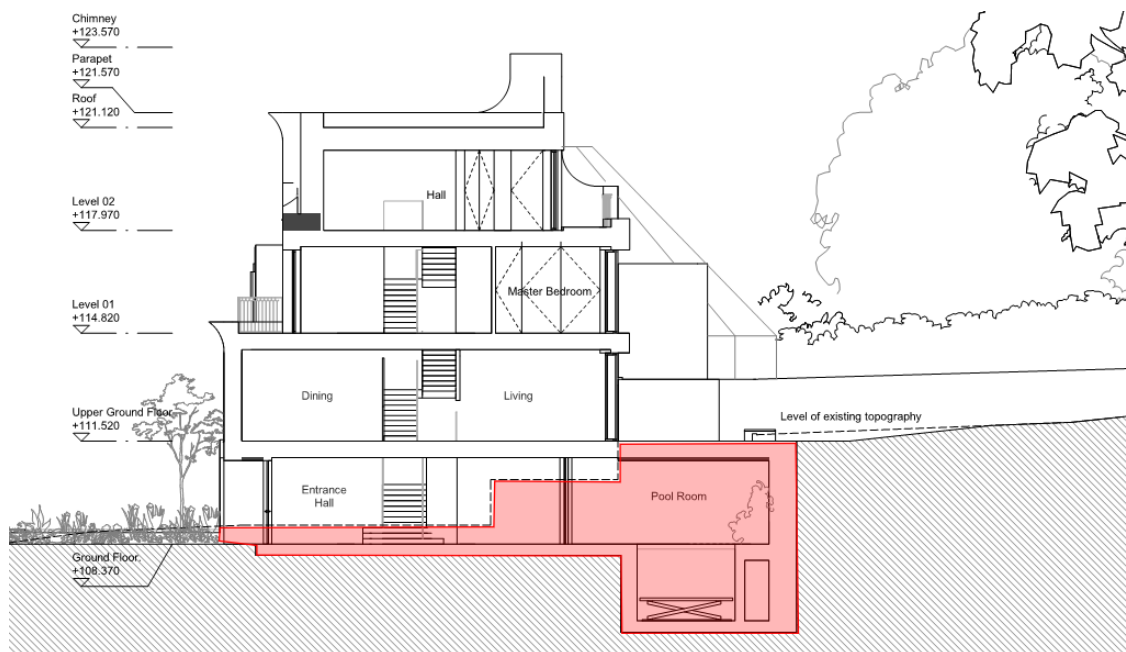 Chimney
+123.570
Parapet
+121.570
Roof
+121.120
Hall
Level 02
+117.970
Master Bedroom
Level 01
+114.820
Dining
Living
Upper Ground Floor
+111.520
Level of existing topography
Entrance
Hall
Pool Room
Ground Floor.
+108.370